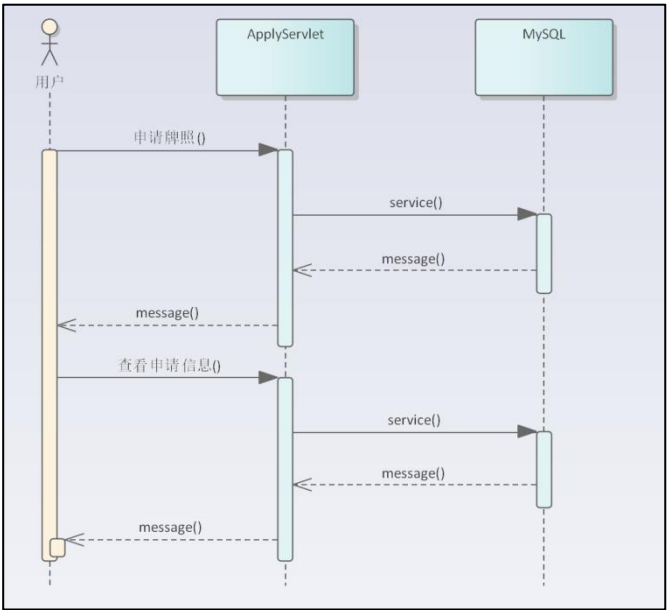 ApplyServlet
MySQL
用户
申请牌照()
service()
message()
message()
查看申请信息()
service()
message()
message()